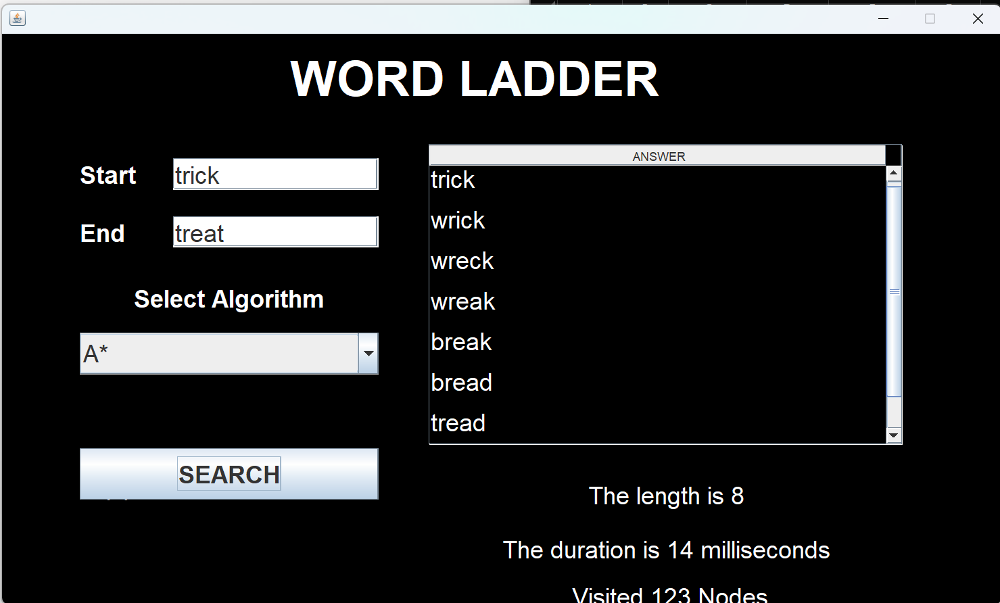 WORD LADDER
Start
trick
End
treat
Select Algorithm
A*
SEARCH
ANSWER
trick
wrick
wreck
wreak
break
bread
tread
The length is 8
The duration is 14 milliseconds
Visited 123 Nodes